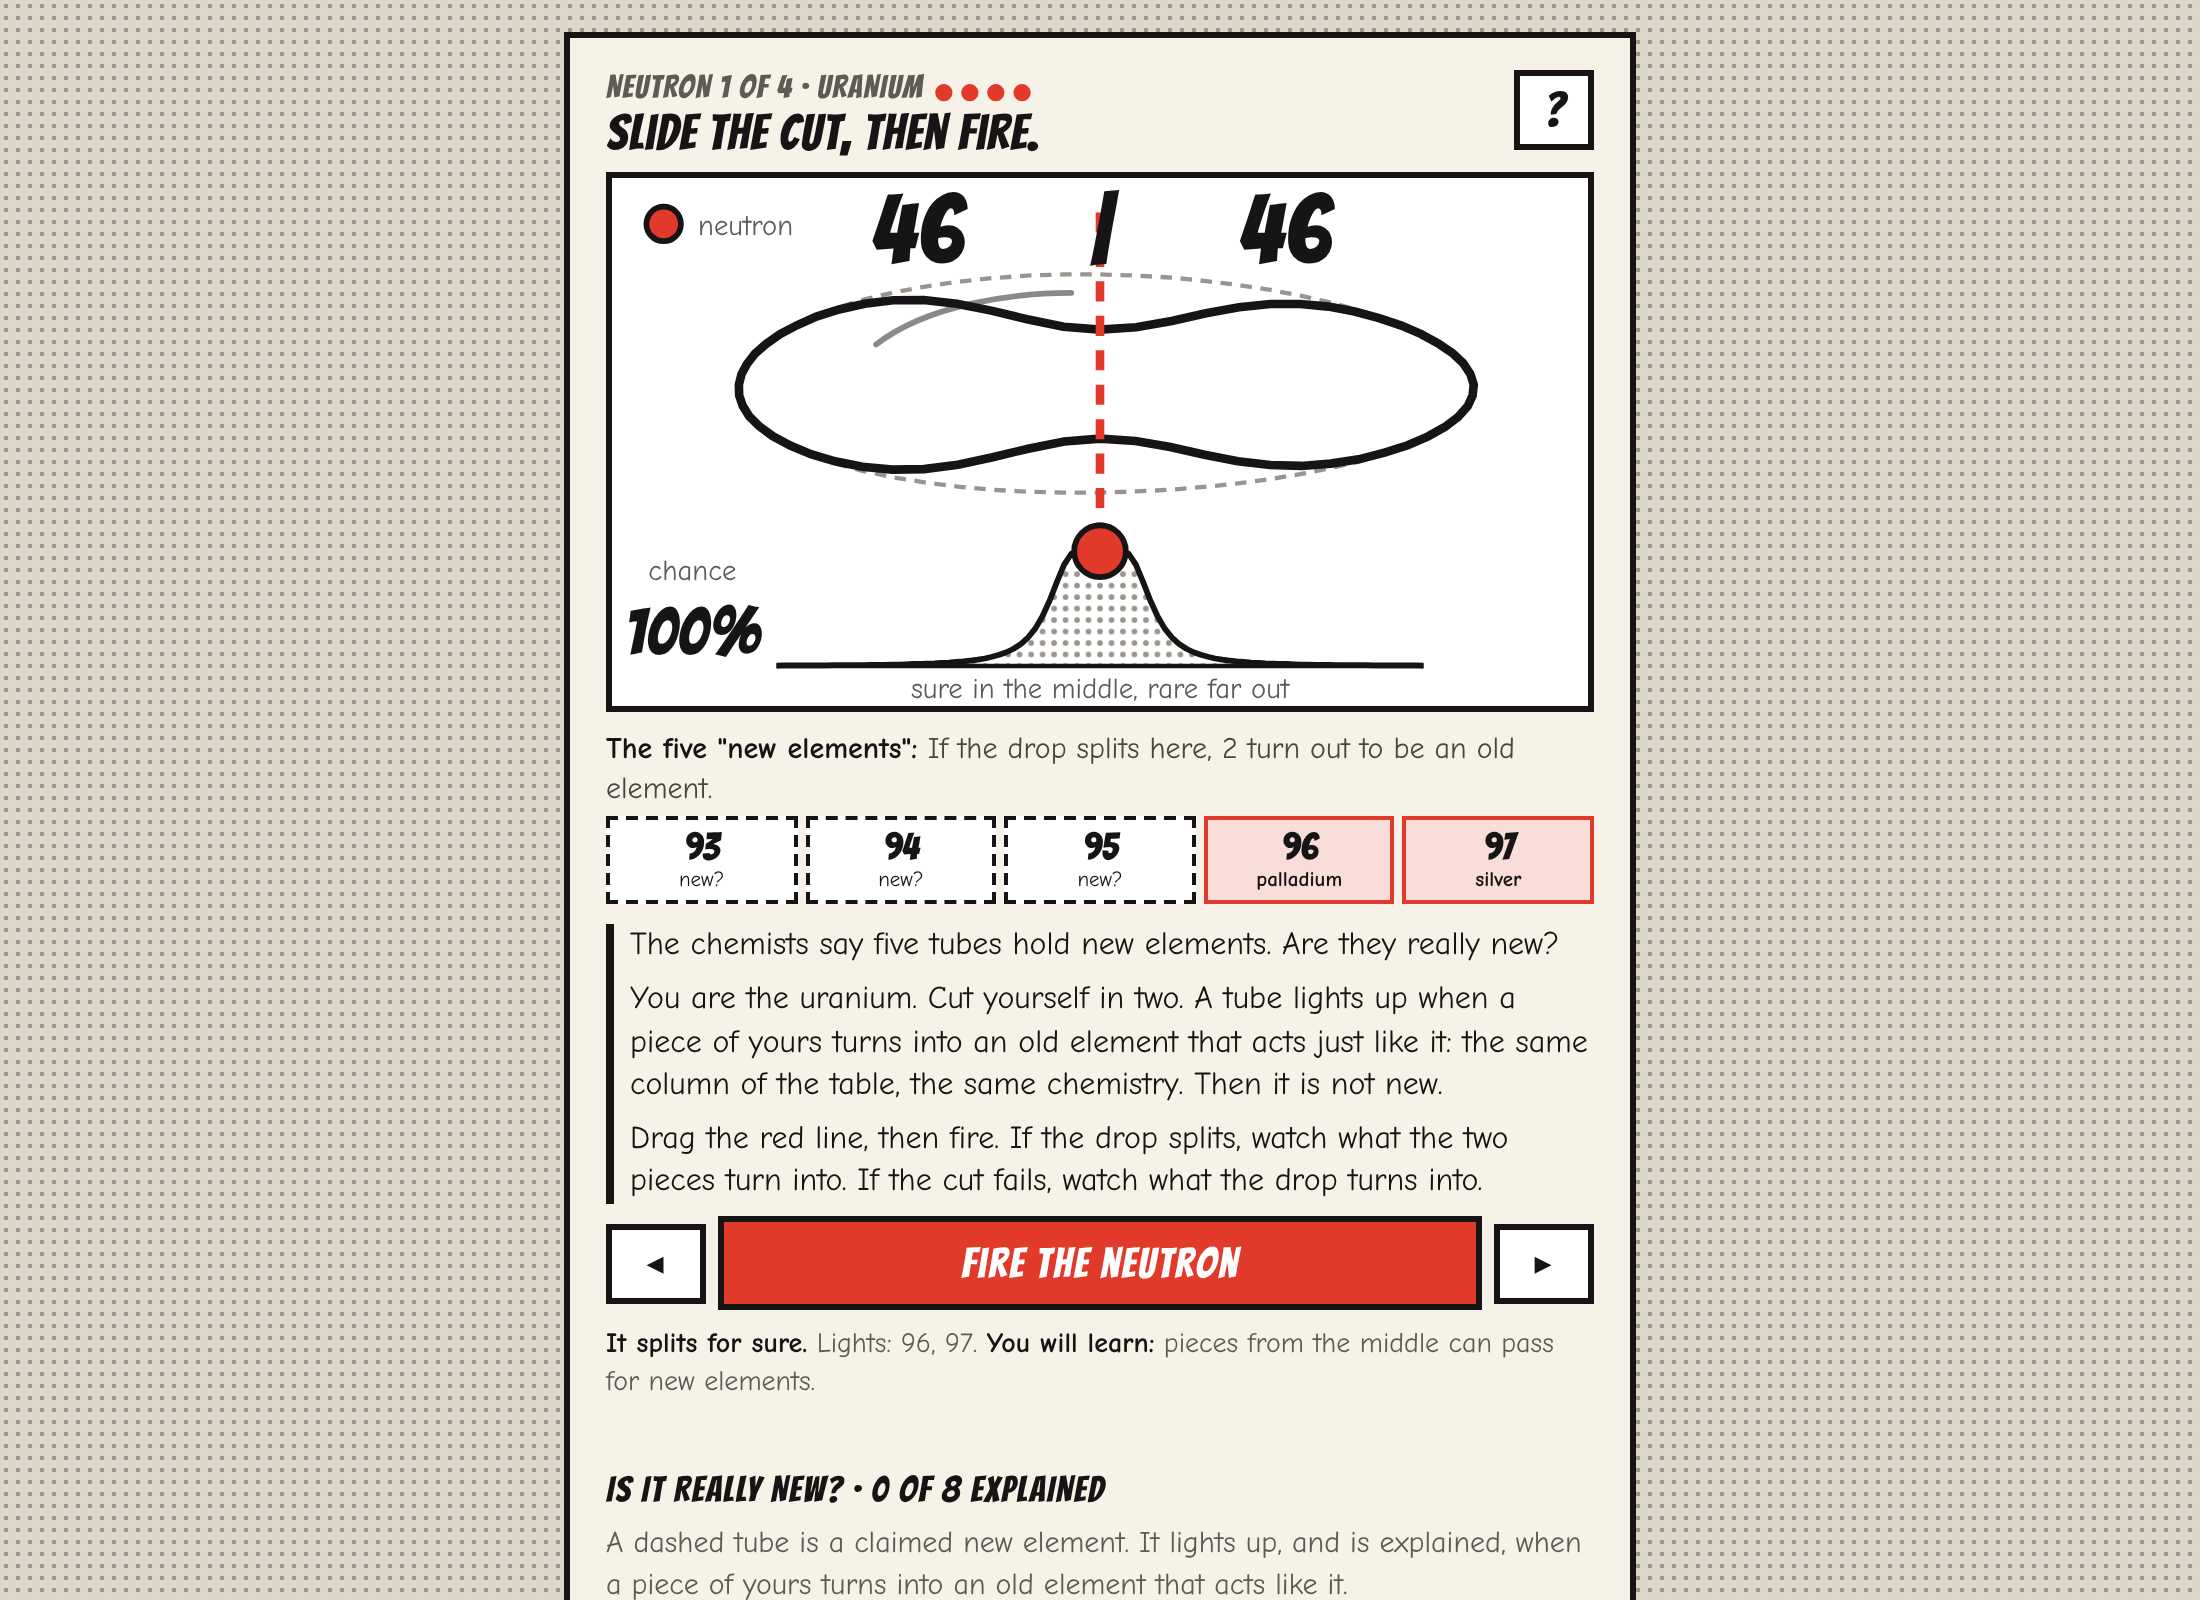 NEUTRON 1 OF 4 · URANIUM
SLIDE THE CUT, THEN FIRE.
?
neutron
46 / 46
chance
100%
sure in the middle, rare far out
The five "new elements": If the drop splits here, 2 turn out to be an old
element.
93 94 95 96 97
new? new? new? palladium silver
The chemists say five tubes hold new elements. Are they really new?
You are the uranium. Cut yourself in two. A tube lights up when a
piece of yours turns into an old element that acts just like it: the same
column of the table, the same chemistry. Then it is not new.
Drag the red line, then fire. If the drop splits, watch what the two
pieces turn into. If the cut fails, watch what the drop turns into.
◄ FIRE THE NEUTRON ►
It splits for sure. Lights: 96, 97. You will learn: pieces from the middle can pass
for new elements.
IS IT REALLY NEW? · 0 OF 8 EXPLAINED
A dashed tube is a claimed new element. It lights up, and is explained, when
a piece of yours turns into an old element that acts like it.